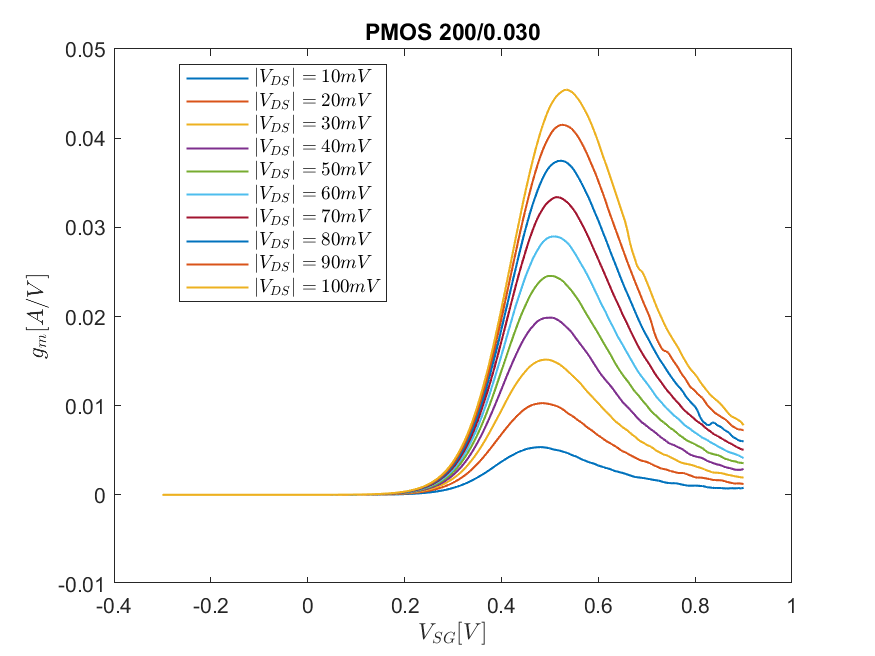 PMOS 200/0.030
0.05
0.04
0.03
0.02
0.01
0
-0.01
g_m[A/V]
|V_DS| = 10mV
|V_DS| = 20mV
|V_DS| = 30mV
|V_DS| = 40mV
|V_DS| = 50mV
|V_DS| = 60mV
|V_DS| = 70mV
|V_DS| = 80mV
|V_DS| = 90mV
|V_DS| = 100mV
-0.4 -0.2 0 0.2 0.4 0.6 0.8 1
V_SG[V]